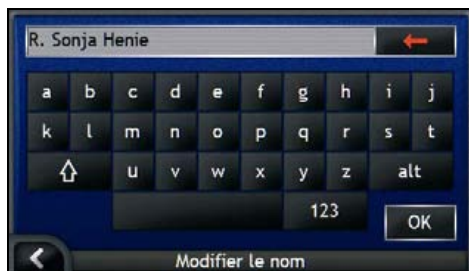 R. Sonja Henie
a b c d e f g h i j
k l m n o p q r s t
u v w x y z alt
123
OK
Modifier le nom